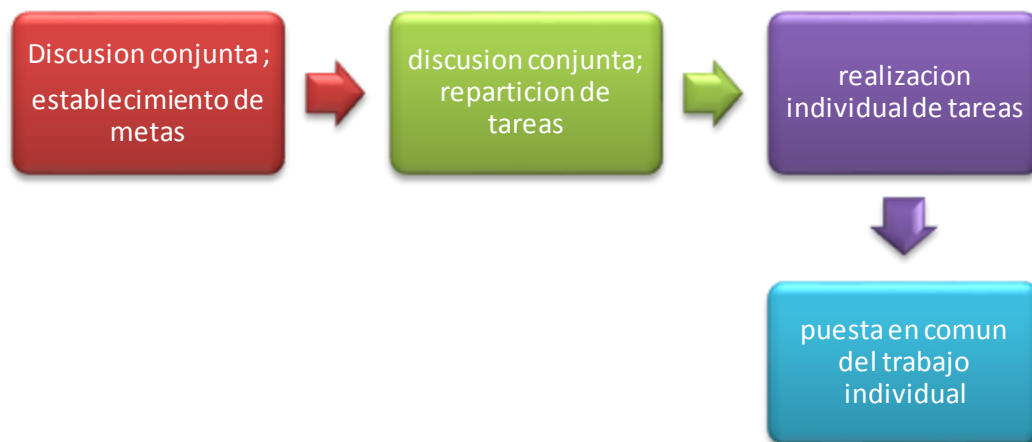 Discusion conjunta ;
establecimiento de
metas
discusion conjunta;
reparticion de
tareas
realizacion
individual de tareas
puesta en comun
del trabajo
individual